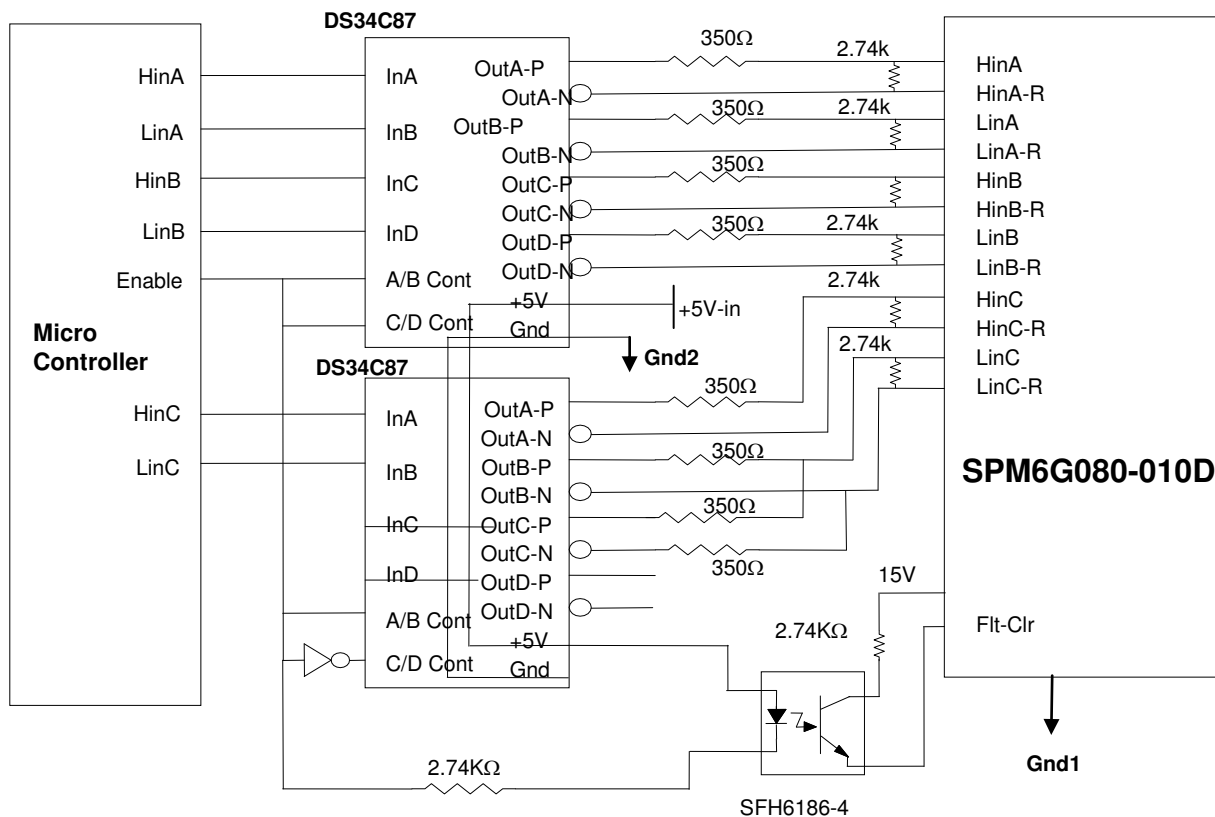 DS34C87
Micro
Controller
HinA
LinA
HinB
LinB
Enable
HinC
LinC
InA
InB
InC
InD
A/B Cont
C/D Cont
OutA-P
OutA-N
OutB-P
OutB-N
OutC-P
OutC-N
OutD-P
OutD-N
+5V
Gnd
350Ω
350Ω
350Ω
350Ω
2.74k
2.74k
2.74k
2.74k
2.74k
+5V-in
Gnd2
DS34C87
InA
InB
InC
InD
A/B Cont
C/D Cont
OutA-P
OutA-N
OutB-P
OutB-N
OutC-P
OutC-N
OutD-P
OutD-N
+5V
Gnd
350Ω
350Ω
350Ω
350Ω
HinA
HinA-R
LinA
LinA-R
HinB
HinB-R
LinB
LinB-R
HinC
HinC-R
LinC
LinC-R
SPM6G080-010D
Flt-Clr
15V
2.74KΩ
2.74KΩ
Gnd1
SFH6186-4